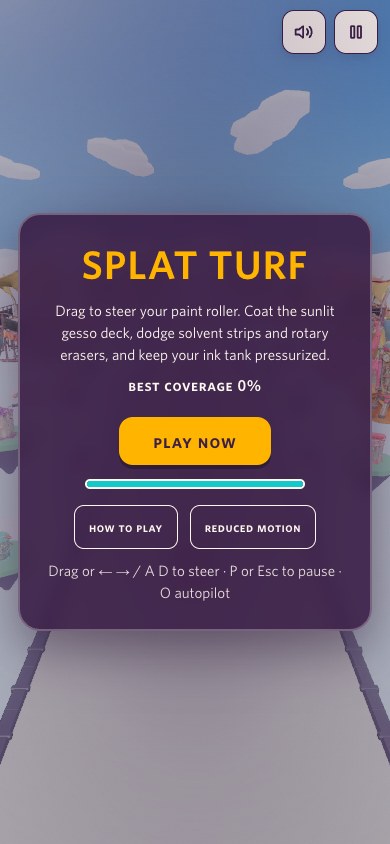 SPLAT TURF
Drag to steer your paint roller. Coat the sunlit
gesso deck, dodge solvent strips and rotary
erasers, and keep your ink tank pressurized.
BEST COVERAGE 0%
PLAY NOW
HOW TO PLAY
REDUCED MOTION
Drag or ← → / A D to steer · P or Esc to pause ·
O autopilot